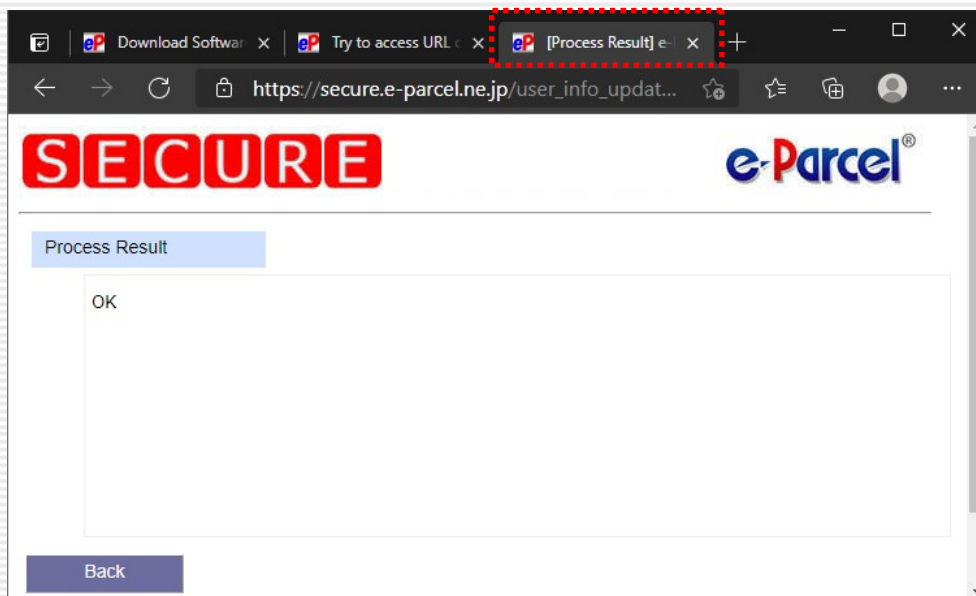 Download Softwar
Try to access URL c
[Process Result] e-
https://secure.e-parcel.ne.jp/user_info_updat...
SECURE
e-Parcel®
Process Result
OK
Back